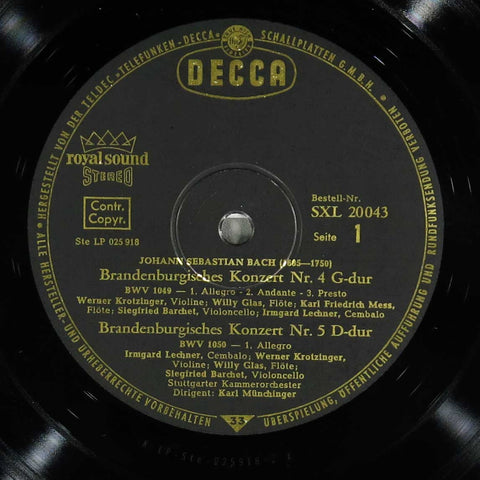 HERGESTELLT VON DER TELDEC »TELEFUNKEN - DECCA« SCHALLPLATTEN G.M.B.H.
DECCA
royal sound
STEREO
Contr.
Copyr.
Ste LP 025 918
Bestell-Nr.
SXL 20043
Seite 1
JOHANN SEBASTIAN BACH (1685—1750)
Brandenburgisches Konzert Nr. 4 G-dur
BWV 1049 — 1. Allegro - 2. Andante - 3. Presto
Werner Krotzinger, Violine; Willy Glas, Flöte; Karl Friedrich Mess,
Flöte; Siegfried Barchet, Violoncello; Irmgard Lechner, Cembalo
Brandenburgisches Konzert Nr. 5 D-dur
BWV 1050 — 1. Allegro
Irmgard Lechner, Cembalo; Werner Krotzinger,
Violine; Willy Glas, Flöte;
Siegfried Barchet, Violoncello
Stuttgarter Kammerorchester
Dirigent: Karl Münchinger
ALLE HERSTELLER- UND URHEBERRECHTE VORBEHALTEN
33
ÜBERSPIELUNG, ÖFFENTLICHE AUFFÜHRUNG UND RUNDFUNKSENDUNG VERBOTEN